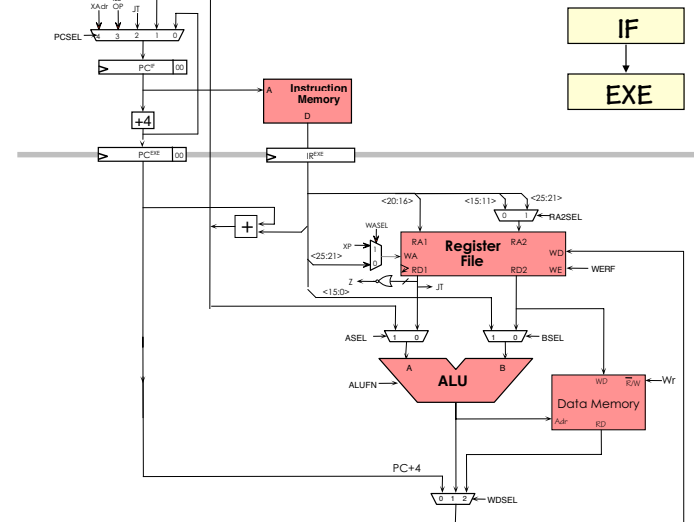 XAdr
OP
JT
PCSEL
4 3 2 1 0
PC^IF 00
+4
A Instruction
Memory
D
IF
EXE
PC^EXE 00
IR^EXE
<20:16>
<15:11>
<25:21>
0 1
RA2SEL
+
WASEL
XP
1
0
<25:21>
RA1
RA2
Register
File
WA
WD
RD1
RD2
WE
WERF
Z
JT
<15:0>
ASEL
1 0
1 0
BSEL
A
B
ALU
ALUFN
WD
R/W
Wr
Data Memory
Adr
RD
PC+4
0 1 2
WDSEL